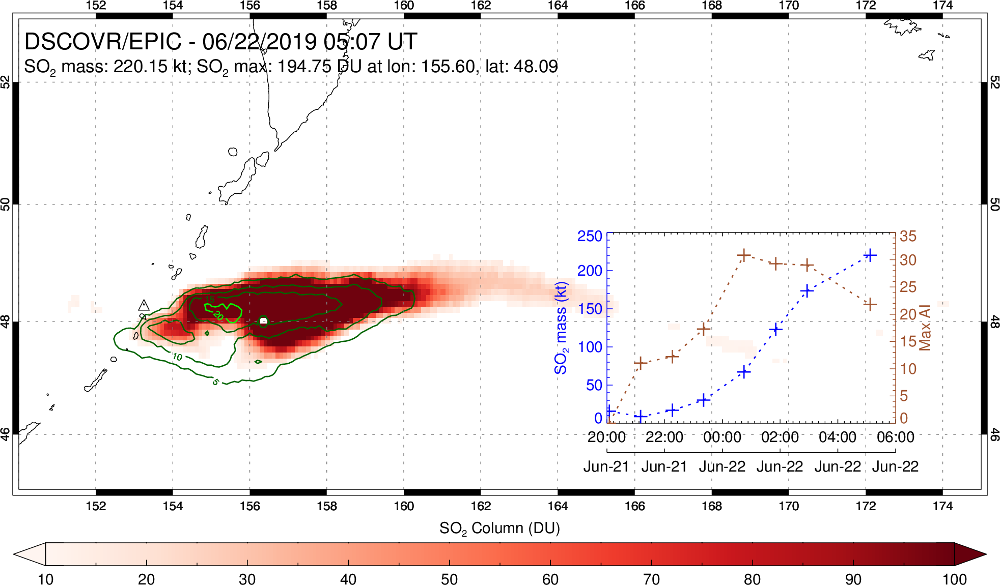 152 154 156 158 160 162 164 166 168 170 172 174
DSCOVR/EPIC - 06/22/2019 05:07 UT
SO2 mass: 220.15 kt; SO2 max: 194.75 DU at lon: 155.60, lat: 48.09
52 52
50 50
48 48
46 46
15
20
10
5
250 35
200 30
150 25
100 20
50 15
0 10
5
0
SO2 mass (kt)
Max AI
20:00 22:00 00:00 02:00 04:00 06:00
Jun-21 Jun-21 Jun-22 Jun-22 Jun-22 Jun-22
152 154 156 158 160 162 164 166 168 170 172 174
SO2 Column (DU)
10 20 30 40 50 60 70 80 90 100